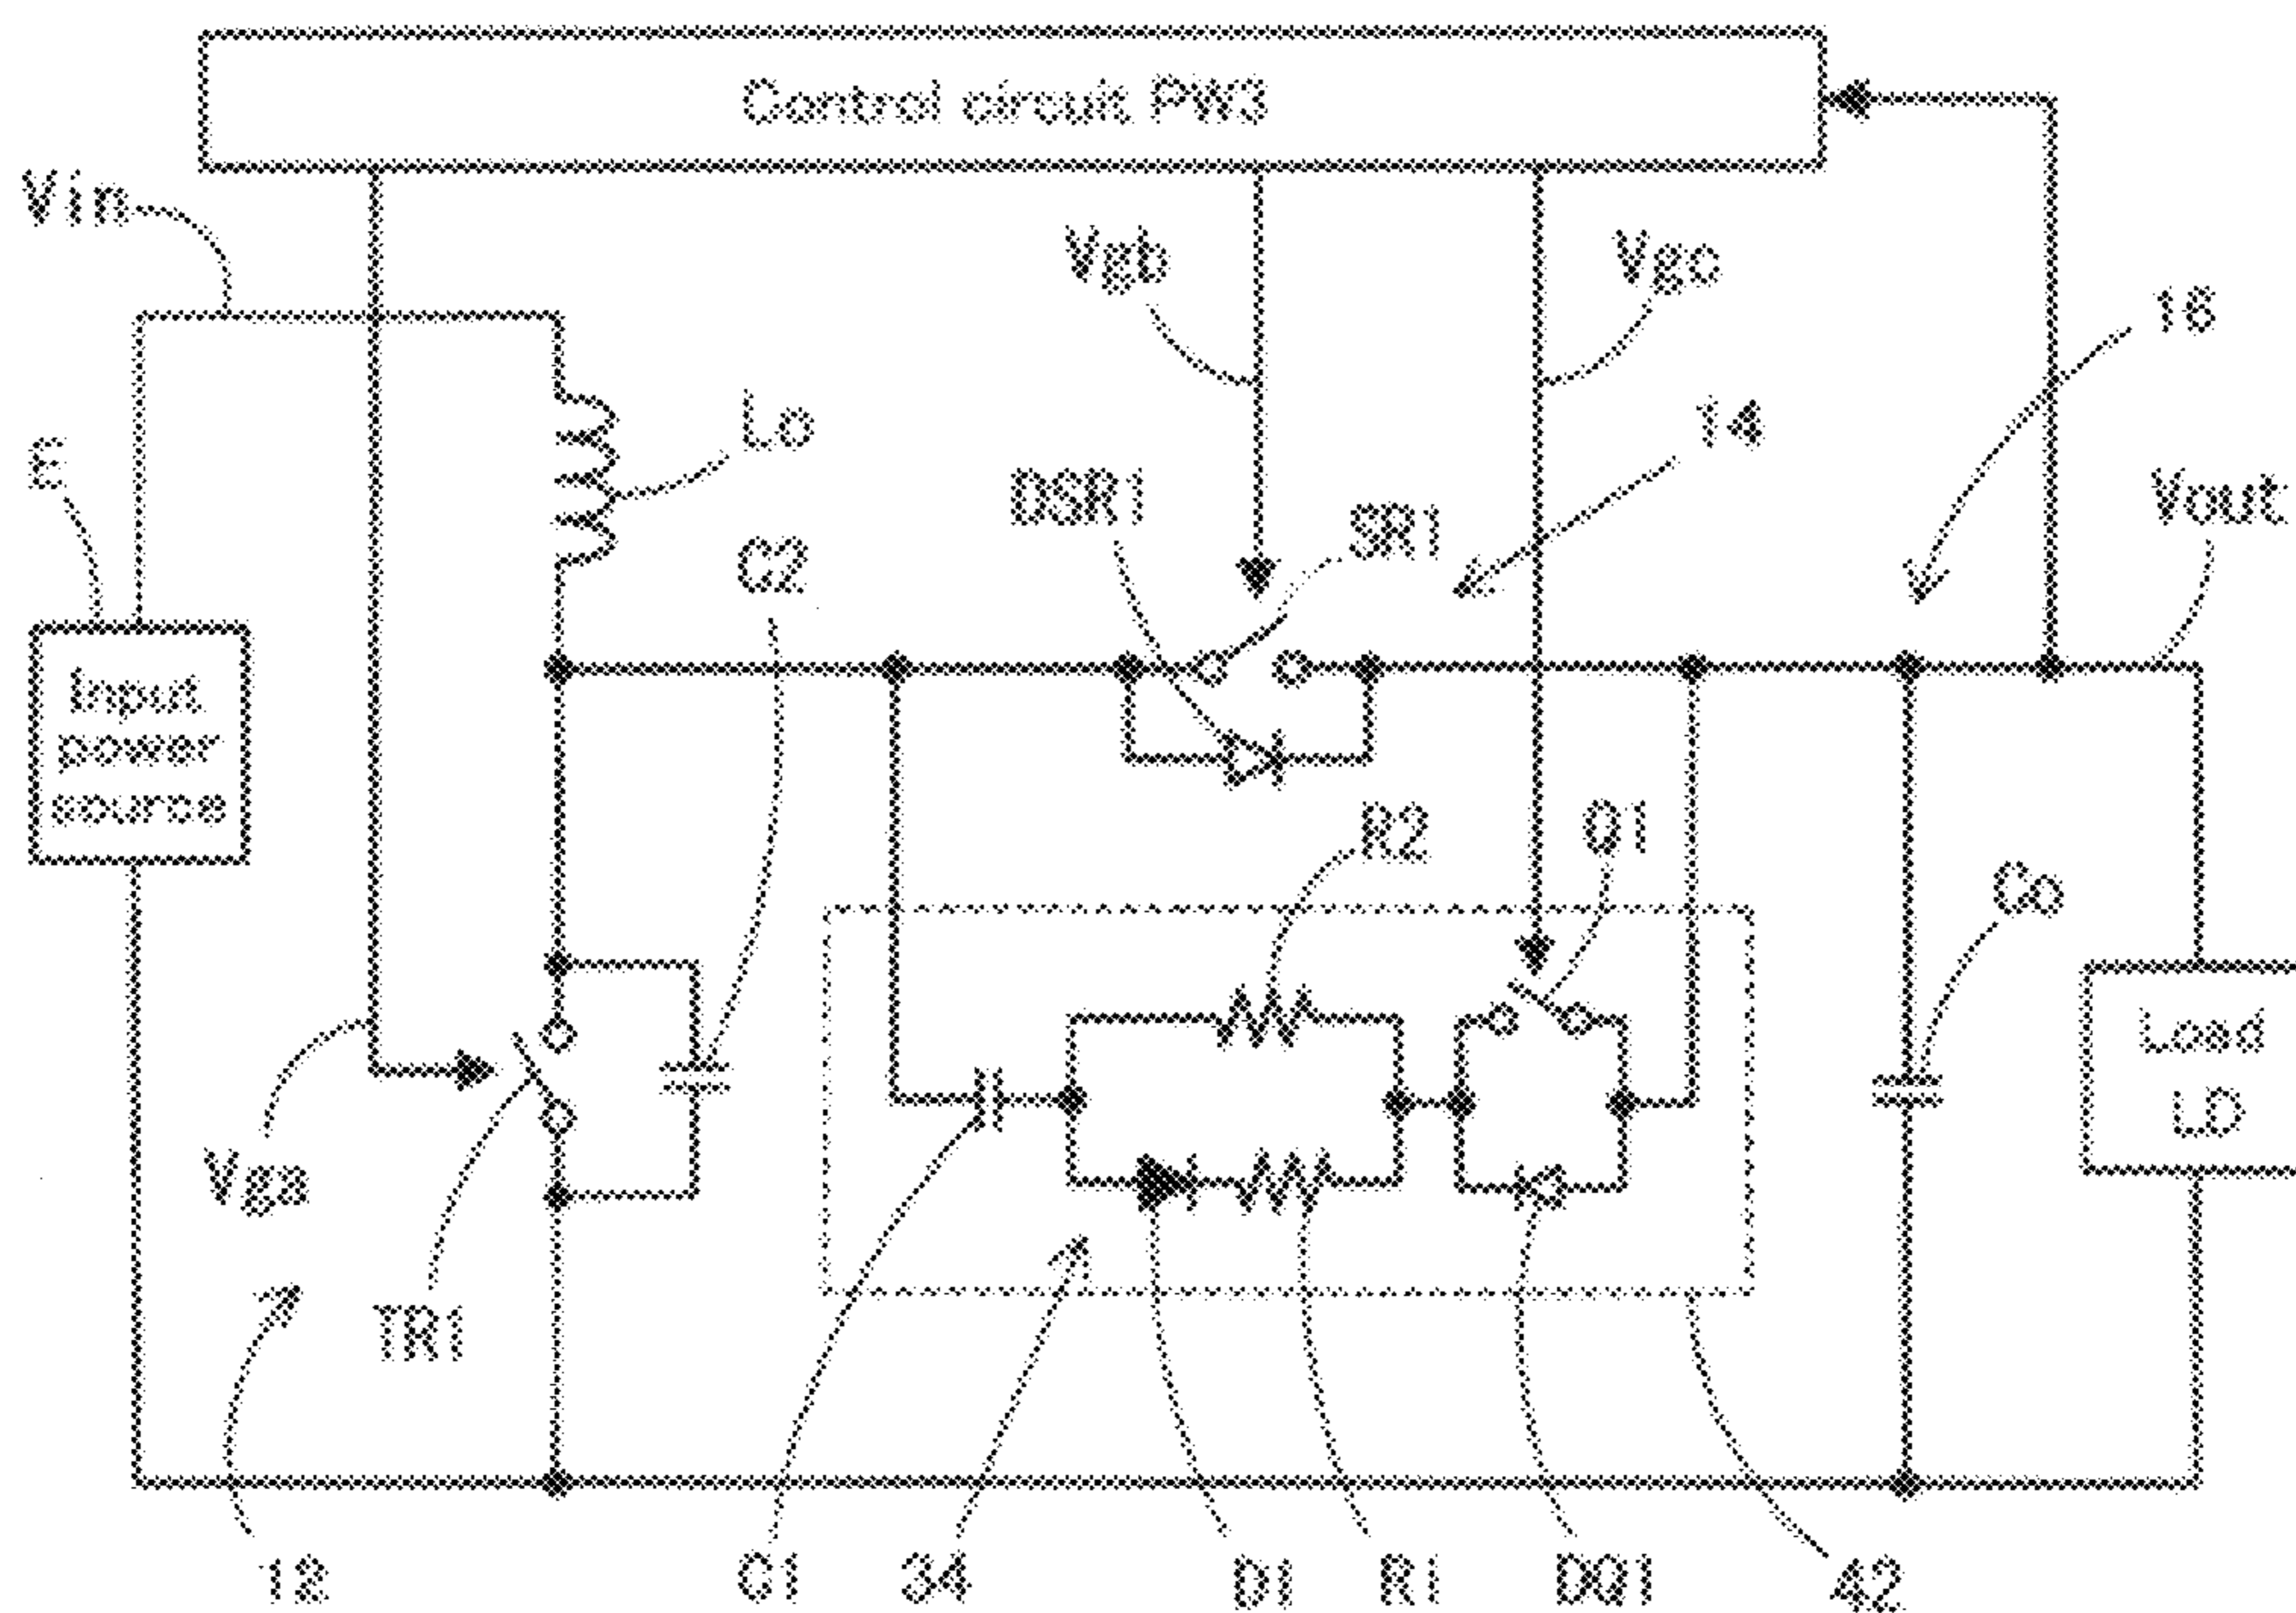 Control circuit PW3
Vin
Vgb
Vgc
16
Lo
14
E
DSR1
SR1
Vout
C2
Input
power
source
R2
Q1
Co
Load
LD
Vga
TR1
12
C1
34
D1
R1
DQ1
42